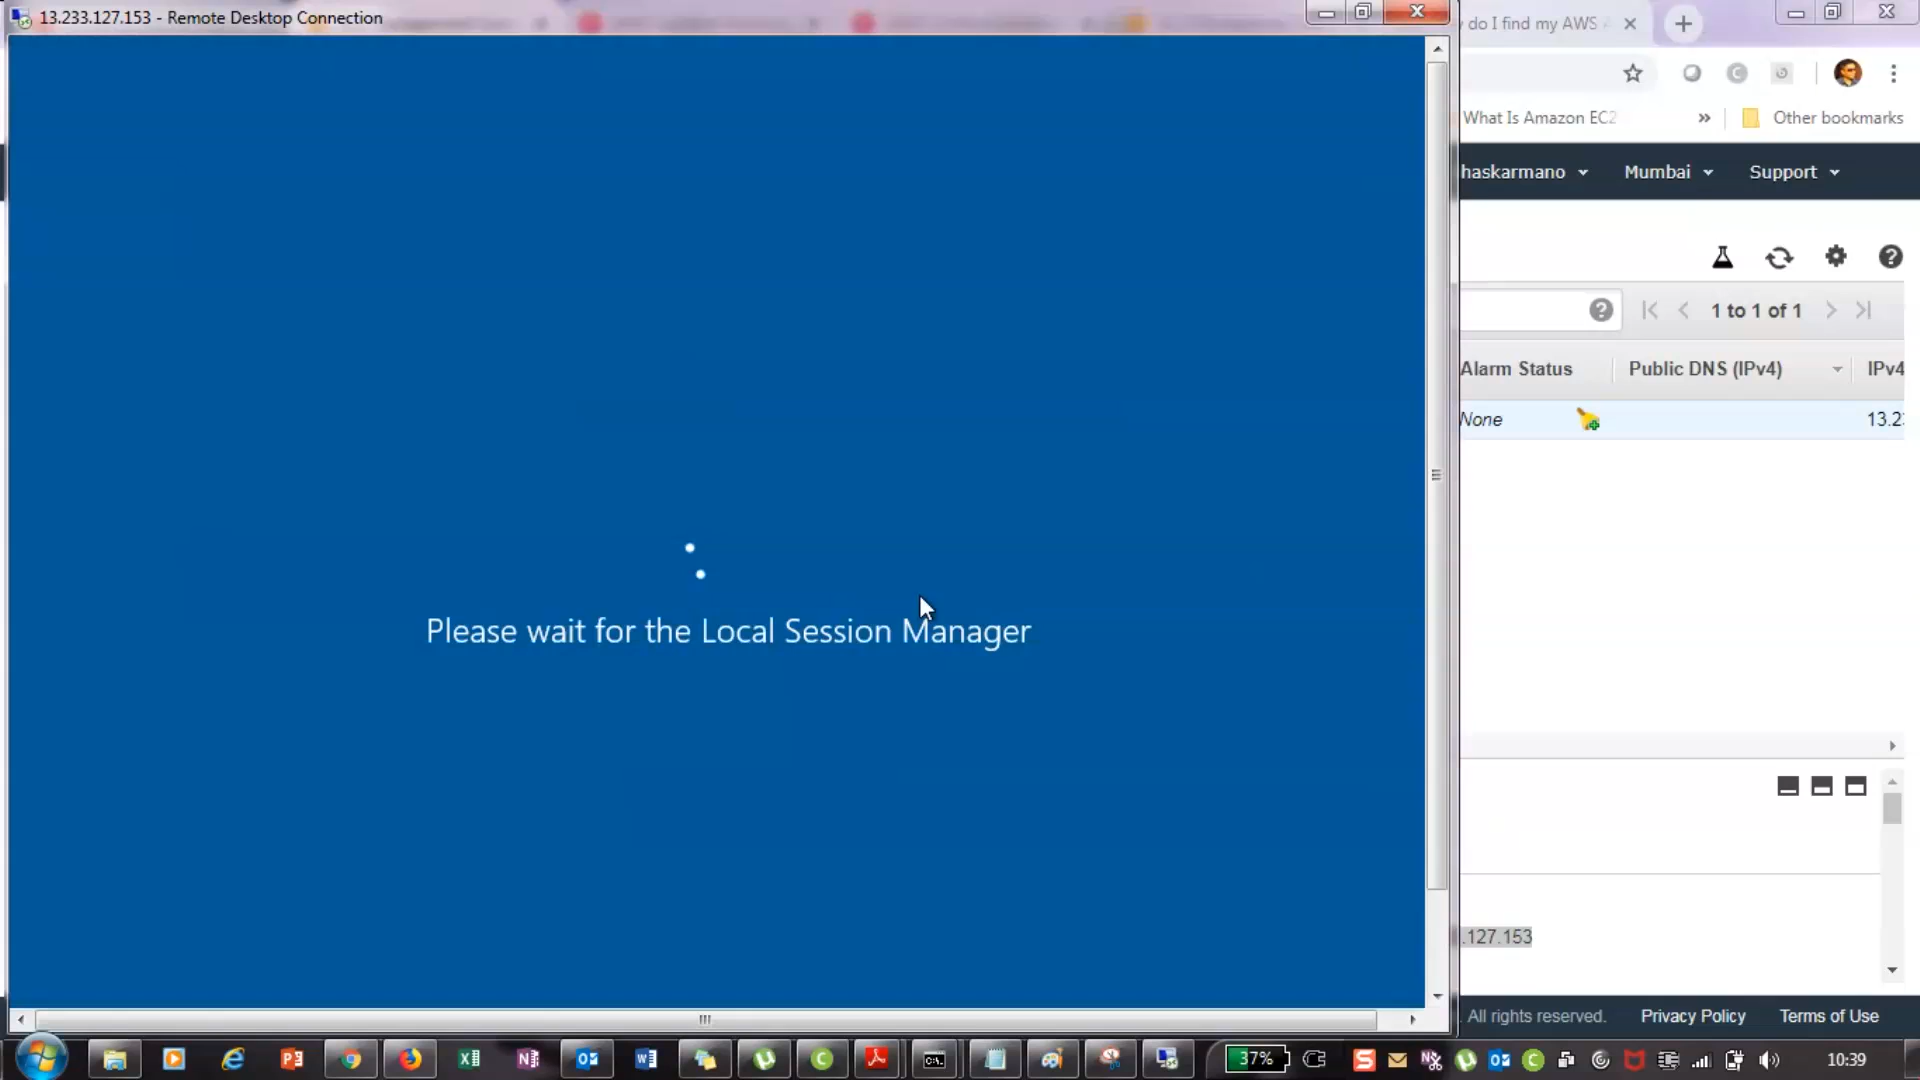 13.233.127.153 - Remote Desktop Connection
do I find my AWS
What Is Amazon EC2
»
Other bookmarks
haskarmano
Mumbai
Support
1 to 1 of 1
Alarm Status
Public DNS (IPv4)
IPv4
None
13.2
Please wait for the Local Session Manager
.127.153
All rights reserved.
Privacy Policy
Terms of Use
37%
10:39